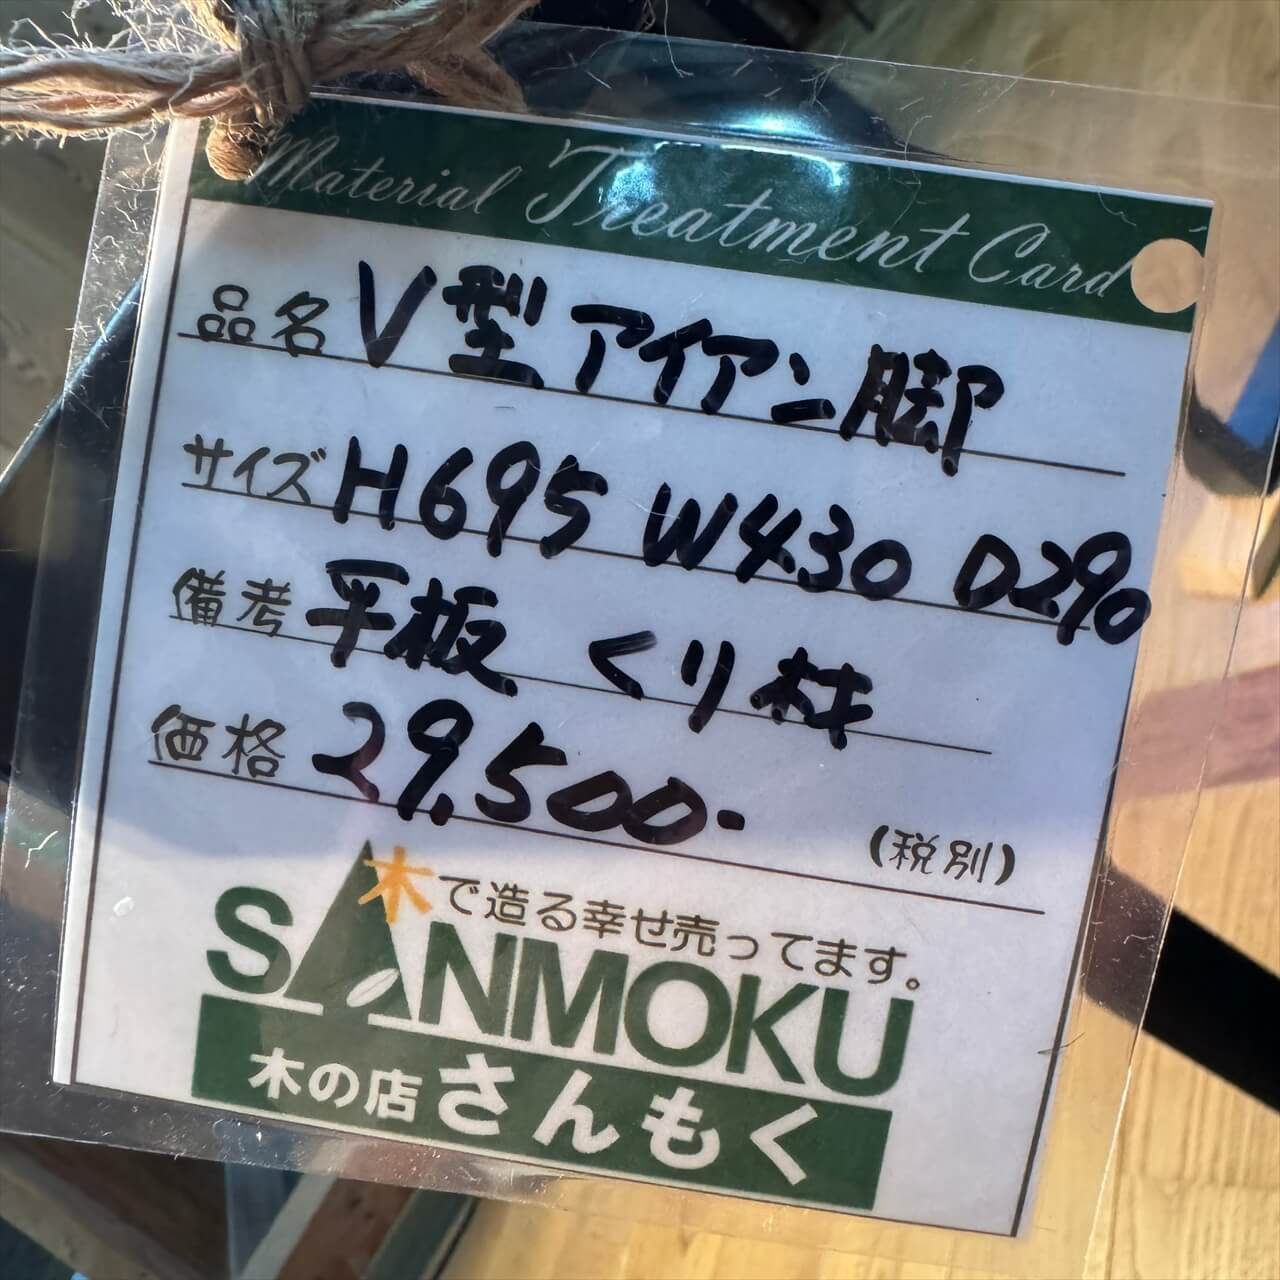 Material Treatment Card
品名 V型アイアン脚
サイズ H695 W430 D290
備考 平板 くり材
価格 29,500-
(税別)
木で造る幸せ売ってます。
SANMOKU
木の店さんもく